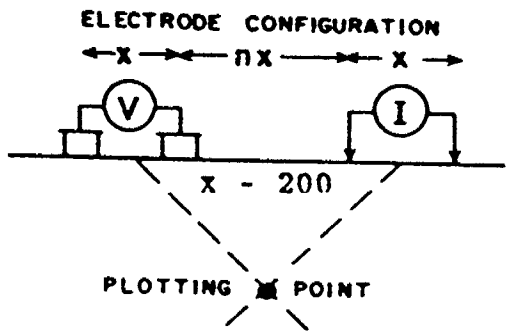 ELECTRODE CONFIGURATION
x nx x
V I
x - 200
PLOTTING POINT